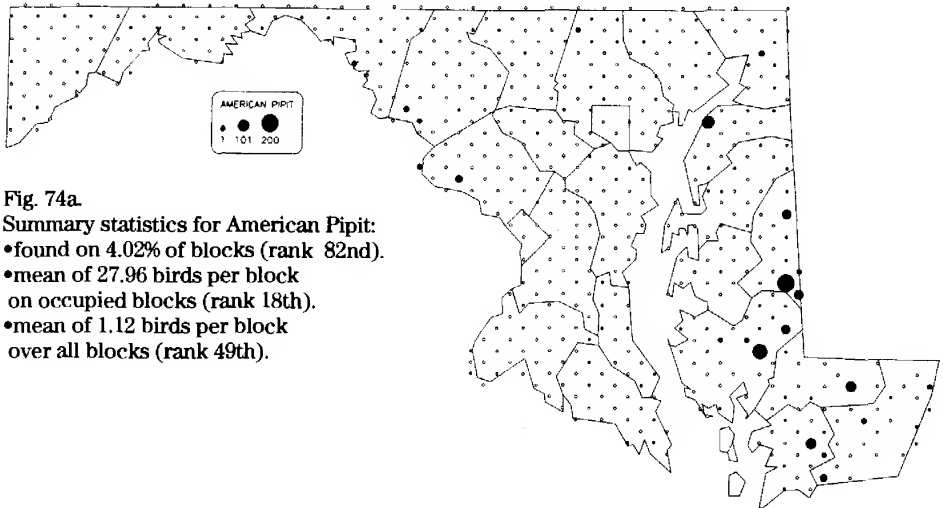 AMERICAN PIPIT
1 101 200
Fig. 74a.
Summary statistics for American Pipit:
•found on 4.02% of blocks (rank 82nd).
•mean of 27.96 birds per block
on occupied blocks (rank 18th).
•mean of 1.12 birds per block
over all blocks (rank 49th).